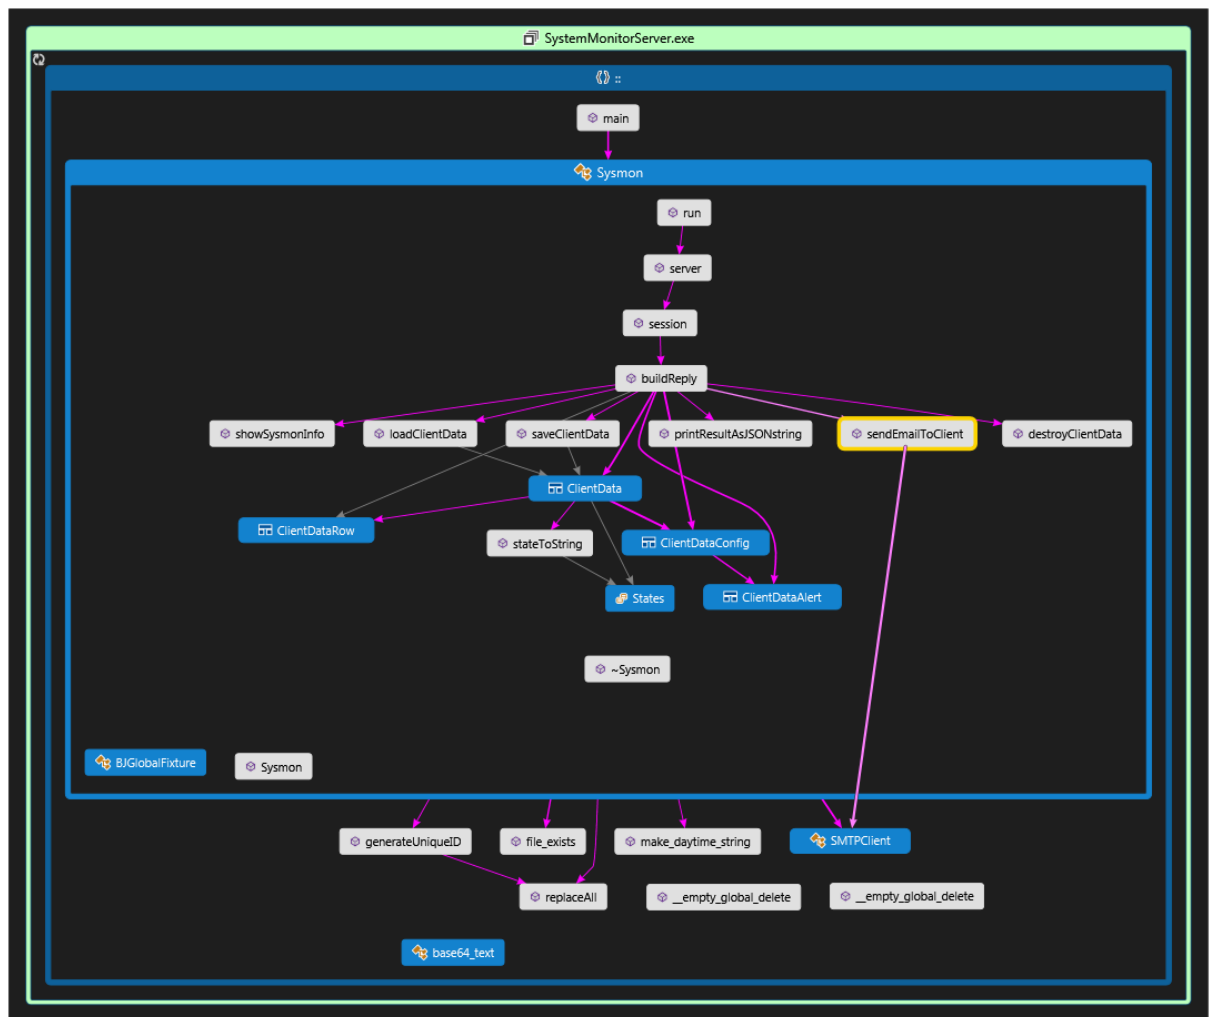 SystemMonitorServer.exe
::
main
Sysmon
run
server
session
buildReply
showSysmonInfo
loadClientData
saveClientData
printResultAsJSONstring
sendEmailToClient
destroyClientData
ClientData
ClientDataRow
stateToString
ClientDataConfig
States
ClientDataAlert
~Sysmon
BJGlobalFixture
Sysmon
generateUniqueID
file_exists
make_daytime_string
SMTPClient
replaceAll
__empty_global_delete
__empty_global_delete
base64_text